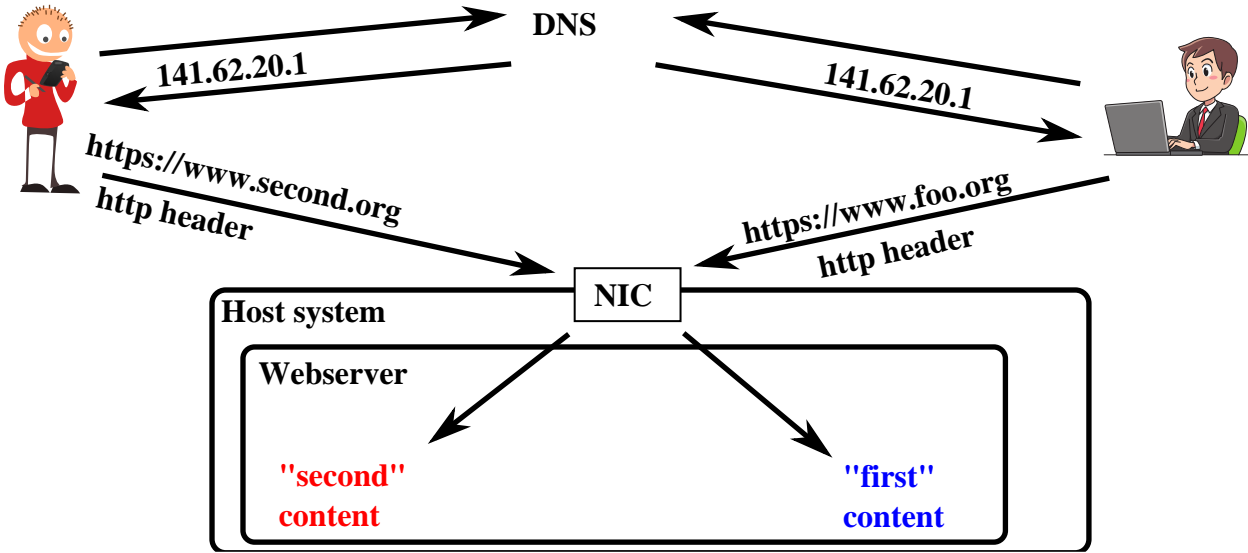 DNS
141.62.20.1
141.62.20.1
https://www.second.org
http header
https://www.foo.org
http header
NIC
Host system
Webserver
"second"
content
"first"
content